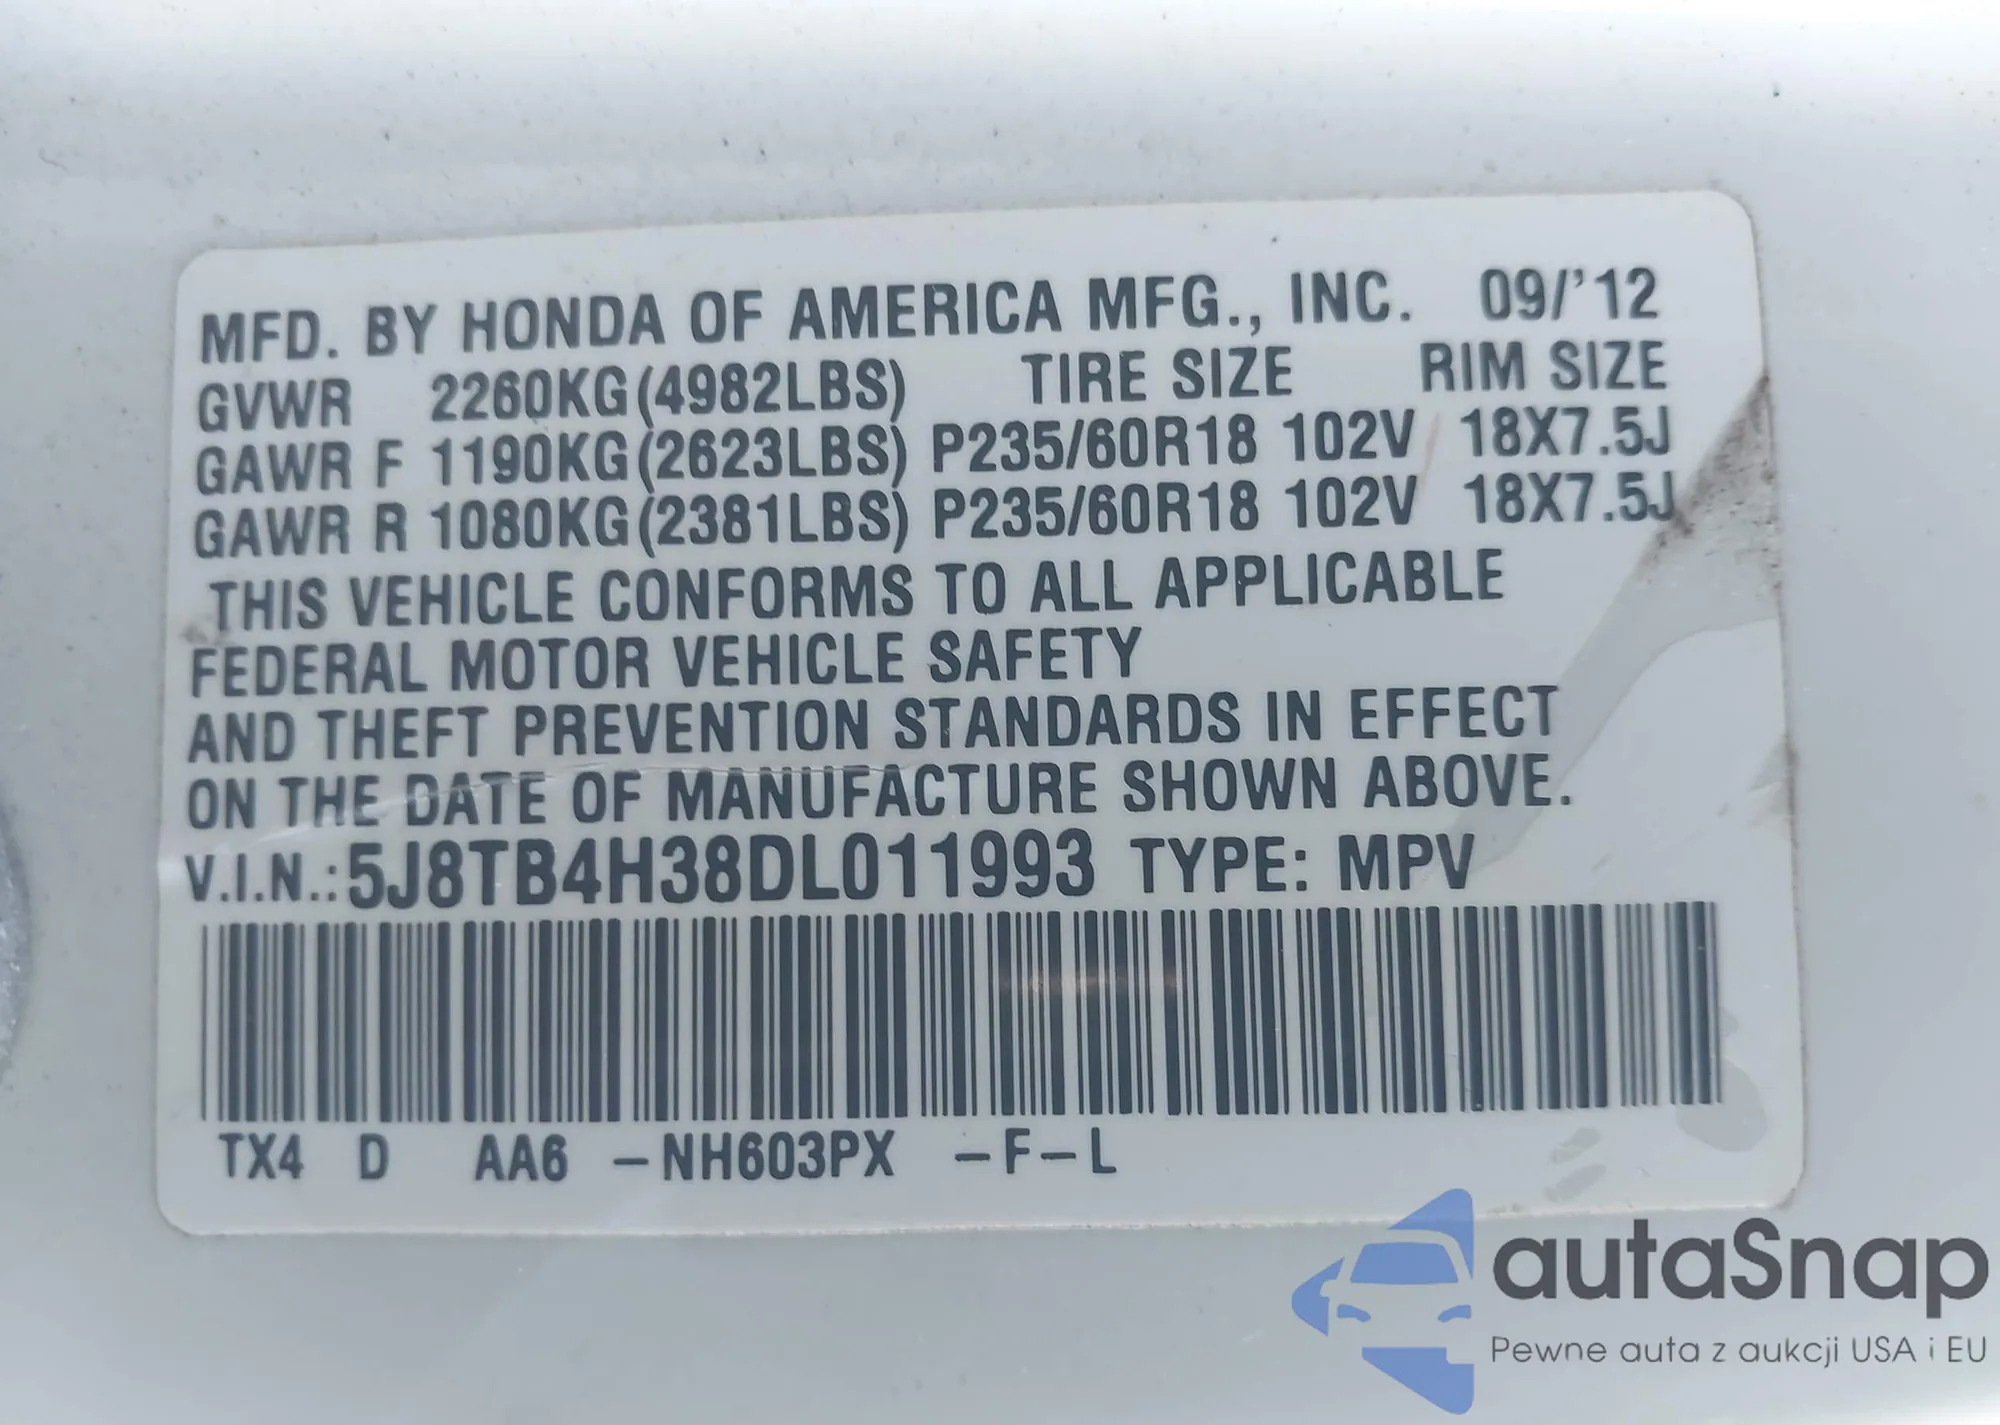 MFD. BY HONDA OF AMERICA MFG., INC. 09/'12
GVWR 2260KG(4982LBS) TIRE SIZE RIM SIZE
GAWR F 1190KG(2623LBS) P235/60R18 102V 18X7.5J
GAWR R 1080KG(2381LBS) P235/60R18 102V 18X7.5J
THIS VEHICLE CONFORMS TO ALL APPLICABLE
FEDERAL MOTOR VEHICLE SAFETY
AND THEFT PREVENTION STANDARDS IN EFFECT
ON THE DATE OF MANUFACTURE SHOWN ABOVE.
V.I.N.:5J8TB4H38DL011993 TYPE: MPV
TX4 D AA6 -NH603PX -F-L
autaSnap
Pewne auta z aukcji USA i EU